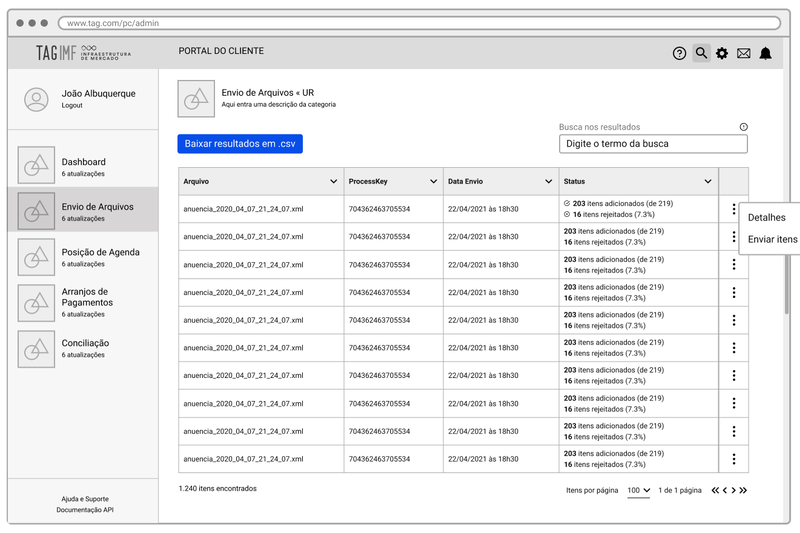 www.tag.com/pc/admin
TAG IMF INFRAESTRUTURA DE MERCADO
PORTAL DO CLIENTE
João Albuquerque
Logout
Dashboard
6 atualizações
Envio de Arquivos
6 atualizações
Posição de Agenda
6 atualizações
Arranjos de
Pagamentos
6 atualizações
Conciliação
6 atualizações
Ajuda e Suporte
Documentação API
Envio de Arquivos « UR
Aqui entra uma descrição da categoria
Baixar resultados em .csv
Busca nos resultados
Digite o termo da busca
Arquivo ProcessKey Data Envio Status
anuencia_2020_04_07_21_24_07.xml 704362463705534 22/04/2021 às 18h30 203 itens adicionados (de 219)
16 itens rejeitados (7.3%)
anuencia_2020_04_07_21_24_07.xml 704362463705534 22/04/2021 às 18h30 203 itens adicionados (de 219)
16 itens rejeitados (7.3%)
anuencia_2020_04_07_21_24_07.xml 704362463705534 22/04/2021 às 18h30 203 itens adicionados (de 219)
16 itens rejeitados (7.3%)
anuencia_2020_04_07_21_24_07.xml 704362463705534 22/04/2021 às 18h30 203 itens adicionados (de 219)
16 itens rejeitados (7.3%)
anuencia_2020_04_07_21_24_07.xml 704362463705534 22/04/2021 às 18h30 203 itens adicionados (de 219)
16 itens rejeitados (7.3%)
anuencia_2020_04_07_21_24_07.xml 704362463705534 22/04/2021 às 18h30 203 itens adicionados (de 219)
16 itens rejeitados (7.3%)
anuencia_2020_04_07_21_24_07.xml 704362463705534 22/04/2021 às 18h30 203 itens adicionados (de 219)
16 itens rejeitados (7.3%)
anuencia_2020_04_07_21_24_07.xml 704362463705534 22/04/2021 às 18h30 203 itens adicionados (de 219)
16 itens rejeitados (7.3%)
anuencia_2020_04_07_21_24_07.xml 704362463705534 22/04/2021 às 18h30 203 itens adicionados (de 219)
16 itens rejeitados (7.3%)
anuencia_2020_04_07_21_24_07.xml 704362463705534 22/04/2021 às 18h30 203 itens adicionados (de 219)
16 itens rejeitados (7.3%)
Detalhes
Enviar itens
1.240 itens encontrados
Itens por página 100 1 de 1 página